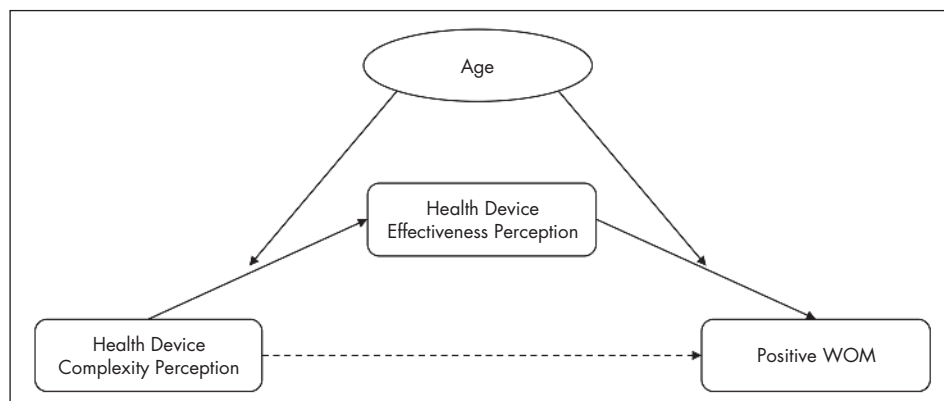 Age
Health Device
Effectiveness Perception
Health Device
Complexity Perception
Positive WOM